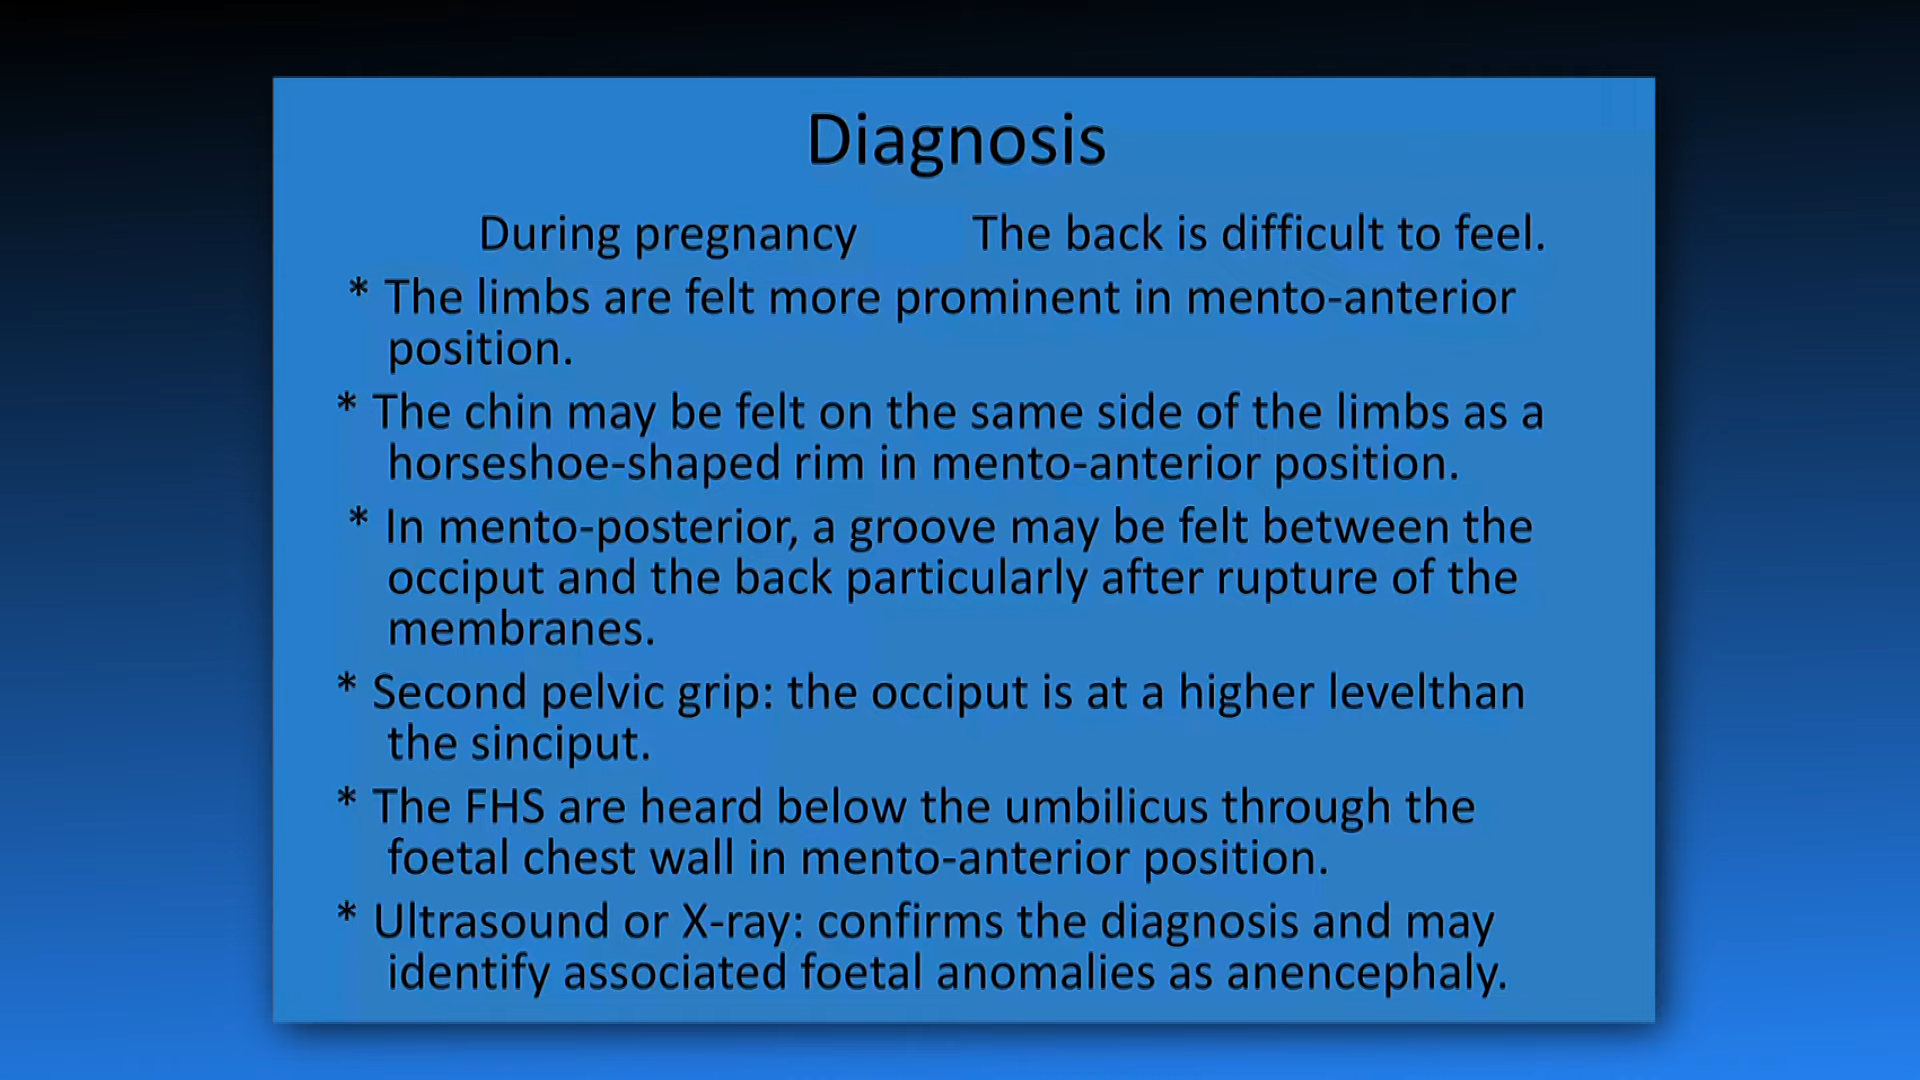 Diagnosis
During pregnancy The back is difficult to feel.
* The limbs are felt more prominent in mento-anterior
position.
* The chin may be felt on the same side of the limbs as a
horseshoe-shaped rim in mento-anterior position.
* In mento-posterior, a groove may be felt between the
occiput and the back particularly after rupture of the
membranes.
* Second pelvic grip: the occiput is at a higher levelthan
the sinciput.
* The FHS are heard below the umbilicus through the
foetal chest wall in mento-anterior position.
* Ultrasound or X-ray: confirms the diagnosis and may
identify associated foetal anomalies as anencephaly.